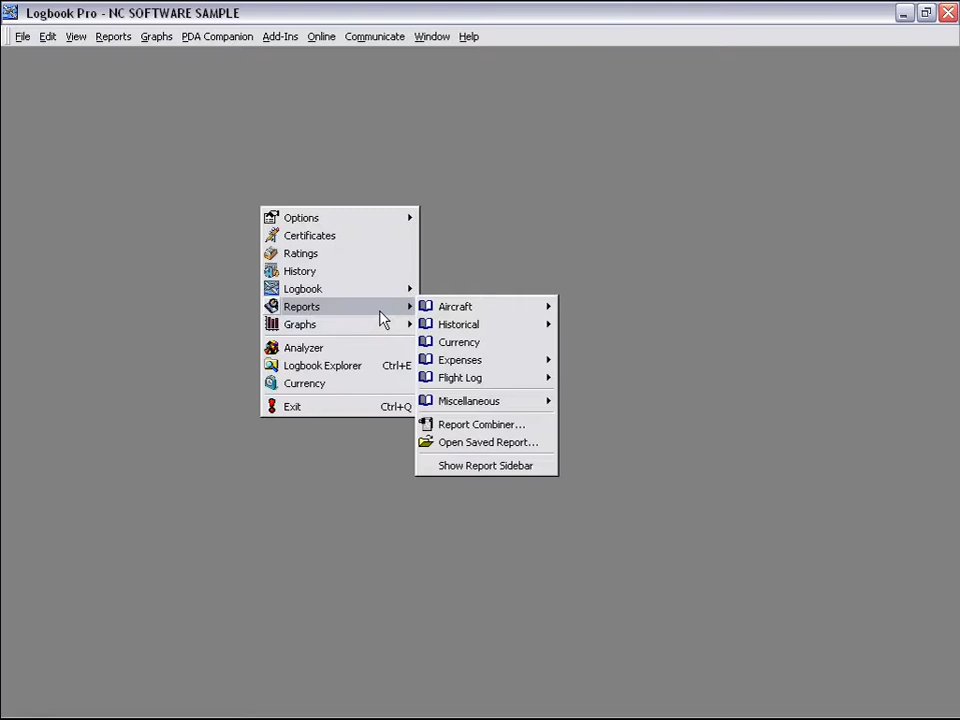 Logbook Pro - NC SOFTWARE SAMPLE
File Edit View Reports Graphs PDA Companion Add-Ins Online Communicate Window Help
Options
Certificates
Ratings
History
Logbook
Reports
Graphs
Analyzer
Logbook Explorer Ctrl+E
Currency
Exit Ctrl+Q
Aircraft
Historical
Currency
Expenses
Flight Log
Miscellaneous
Report Combiner...
Open Saved Report...
Show Report Sidebar